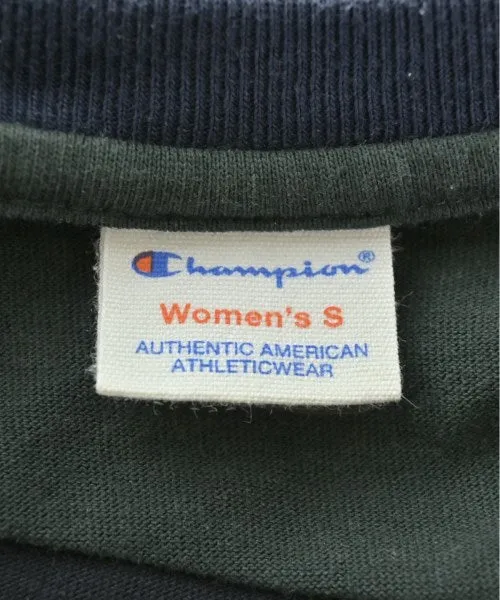 Champion®
Women's S
AUTHENTIC AMERICAN
ATHLETICWEAR